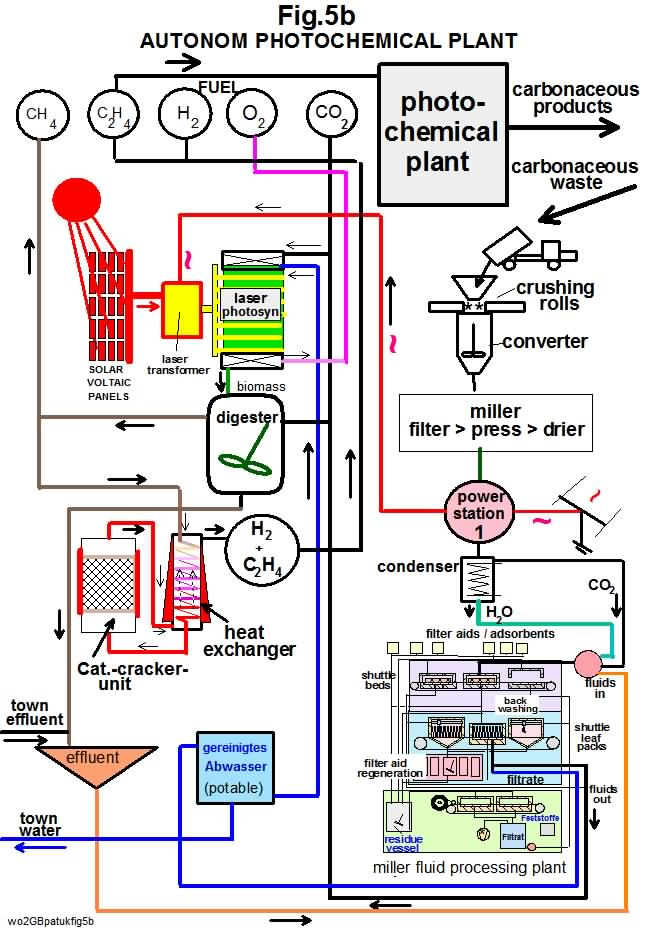 Fig.5b
AUTONOM PHOTOCHEMICAL PLANT
FUEL
CH4
C2H4
H2
O2
CO2
photo-
chemical
plant
carbonaceous
products
carbonaceous
waste
crushing
rolls
**
converter
laser
photosyn
laser
transformer
SOLAR
VOLTAIC
PANELS
biomass
digester
miller
filter > press > drier
power
station
1
~
~
~
~
H2
+
C2H4
condenser
CO2
H2O
heat
exchanger
Cat.-cracker-
unit
filter aids / adsorbents
fluids
in
shuttle
beds
back
washing
shuttle
leaf
packs
filter aid
regeneration
filtrate
fluids
out
Feststoffe
Filtrat
residue
vessel
miller fluid processing plant
town
effluent
effluent
gereinigtes
Abwasser
(potable)
town
water
wo2GBpatukfig5b